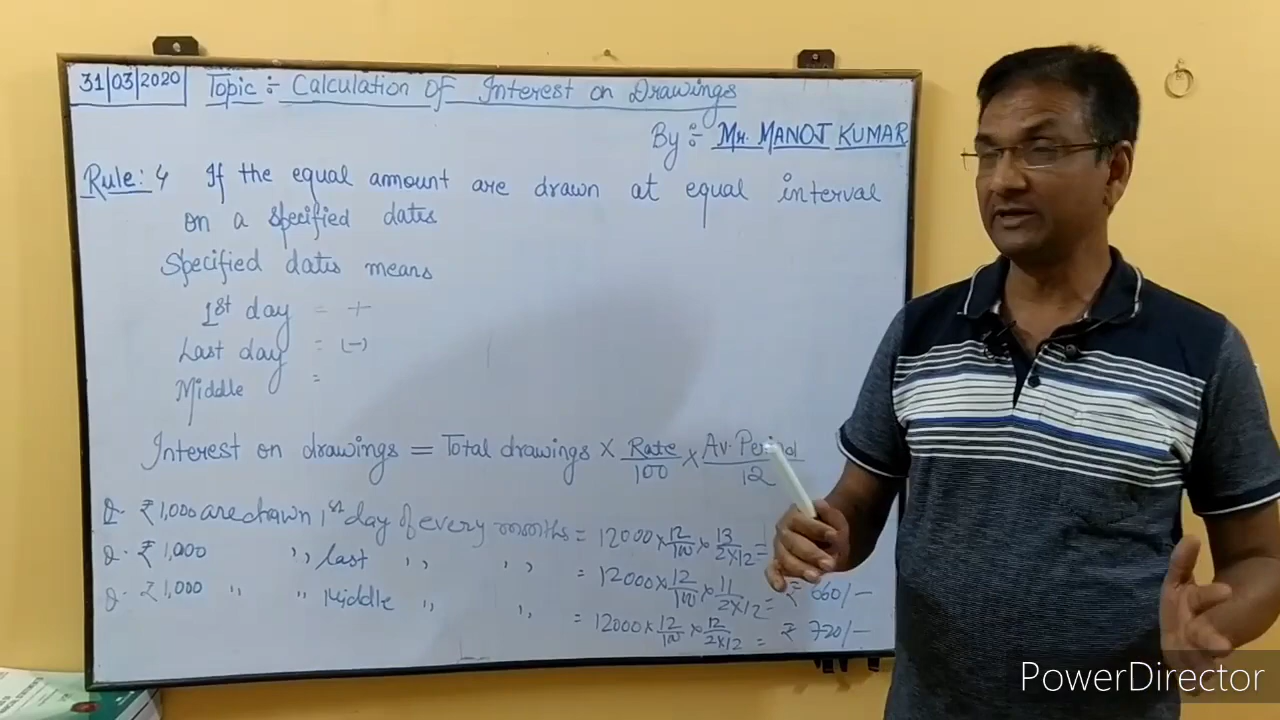 31/03/2020 Topic:- Calculation Of Interest on Drawings
By:- Mr. MANOJ KUMAR
Rule: 4 If the equal amount are drawn at equal interval
on a specified dates
Specified dates means
1st day = +
Last day = (-)
Middle =
Interest on drawings = Total drawings × Rate/100 × Av. Period/12
Q. ₹1,000 are drawn 1st day of every months = 12000 × 12/100 × 13/2×12 =
Q. ₹1,000 ,, last ,, ,, = 12000 × 12/100 × 11/2×12 = ₹ 660/-
Q. ₹1,000 ,, ,, Middle ,, ,, = 12000 × 12/100 × 12/2×12 = ₹ 720/-
PowerDirector